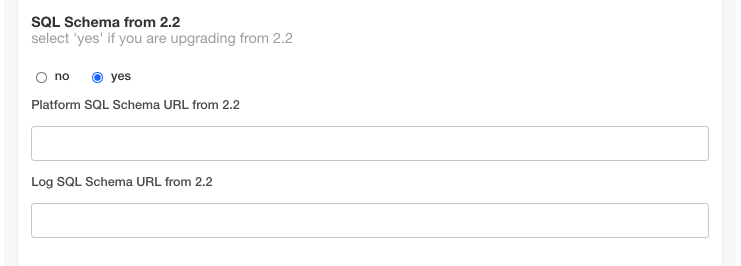 SQL Schema from 2.2
select 'yes' if you are upgrading from 2.2
no yes
Platform SQL Schema URL from 2.2
Log SQL Schema URL from 2.2